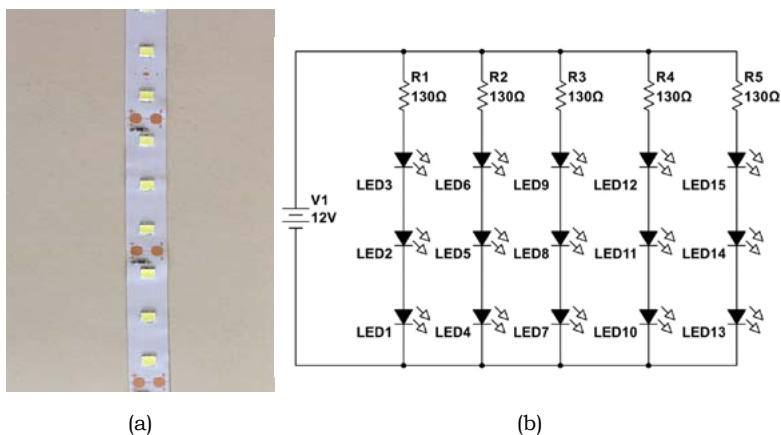 R1 R2 R3 R4 R5
130Ω 130Ω 130Ω 130Ω 130Ω
LED3 LED6 LED9 LED12 LED15
V1
12V
LED2 LED5 LED8 LED11 LED14
LED1 LED4 LED7 LED10 LED13
(a) (b)